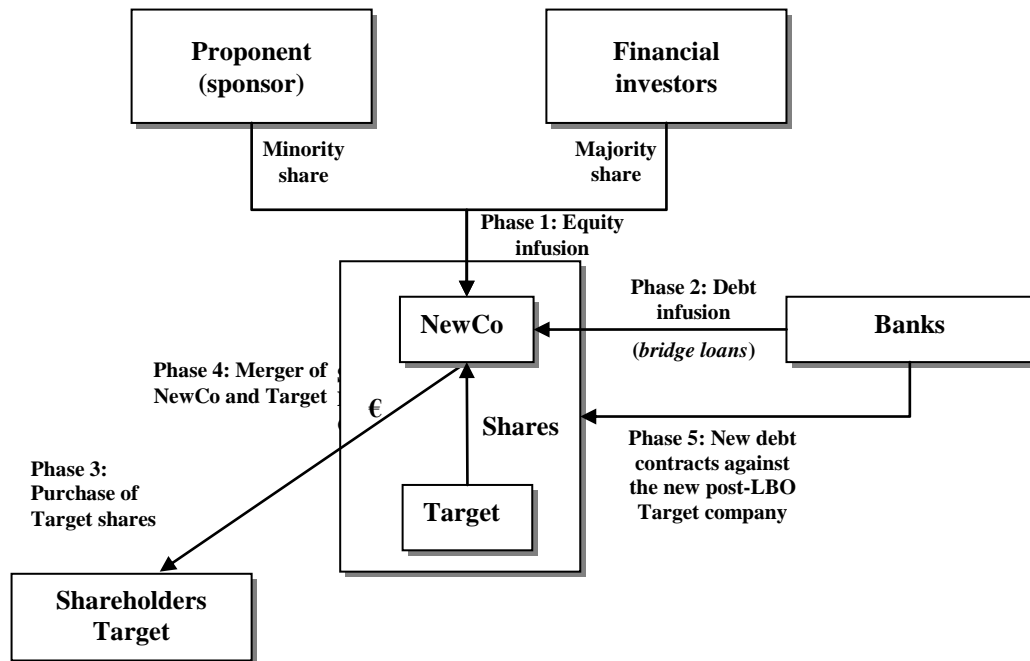 Proponent
(sponsor)
Financial
investors
Minority
share
Majority
share
Phase 1: Equity
infusion
NewCo
Phase 2: Debt
infusion
(bridge loans)
Banks
Phase 4: Merger of
NewCo and Target
€
Shares
Phase 3:
Purchase of
Target shares
Target
Phase 5: New debt
contracts against
the new post-LBO
Target company
Shareholders
Target